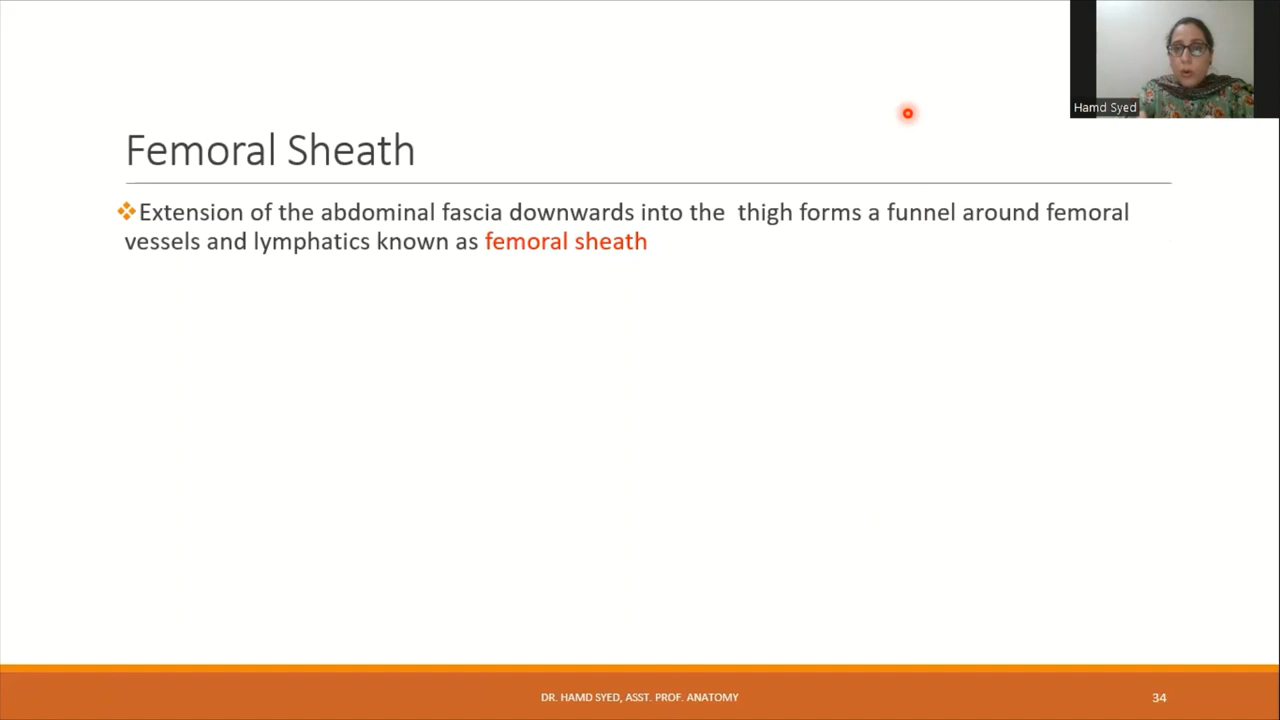 Hamd Syed
Femoral Sheath
Extension of the abdominal fascia downwards into the thigh forms a funnel around femoral
vessels and lymphatics known as femoral sheath
DR. HAMD SYED, ASST. PROF. ANATOMY
34